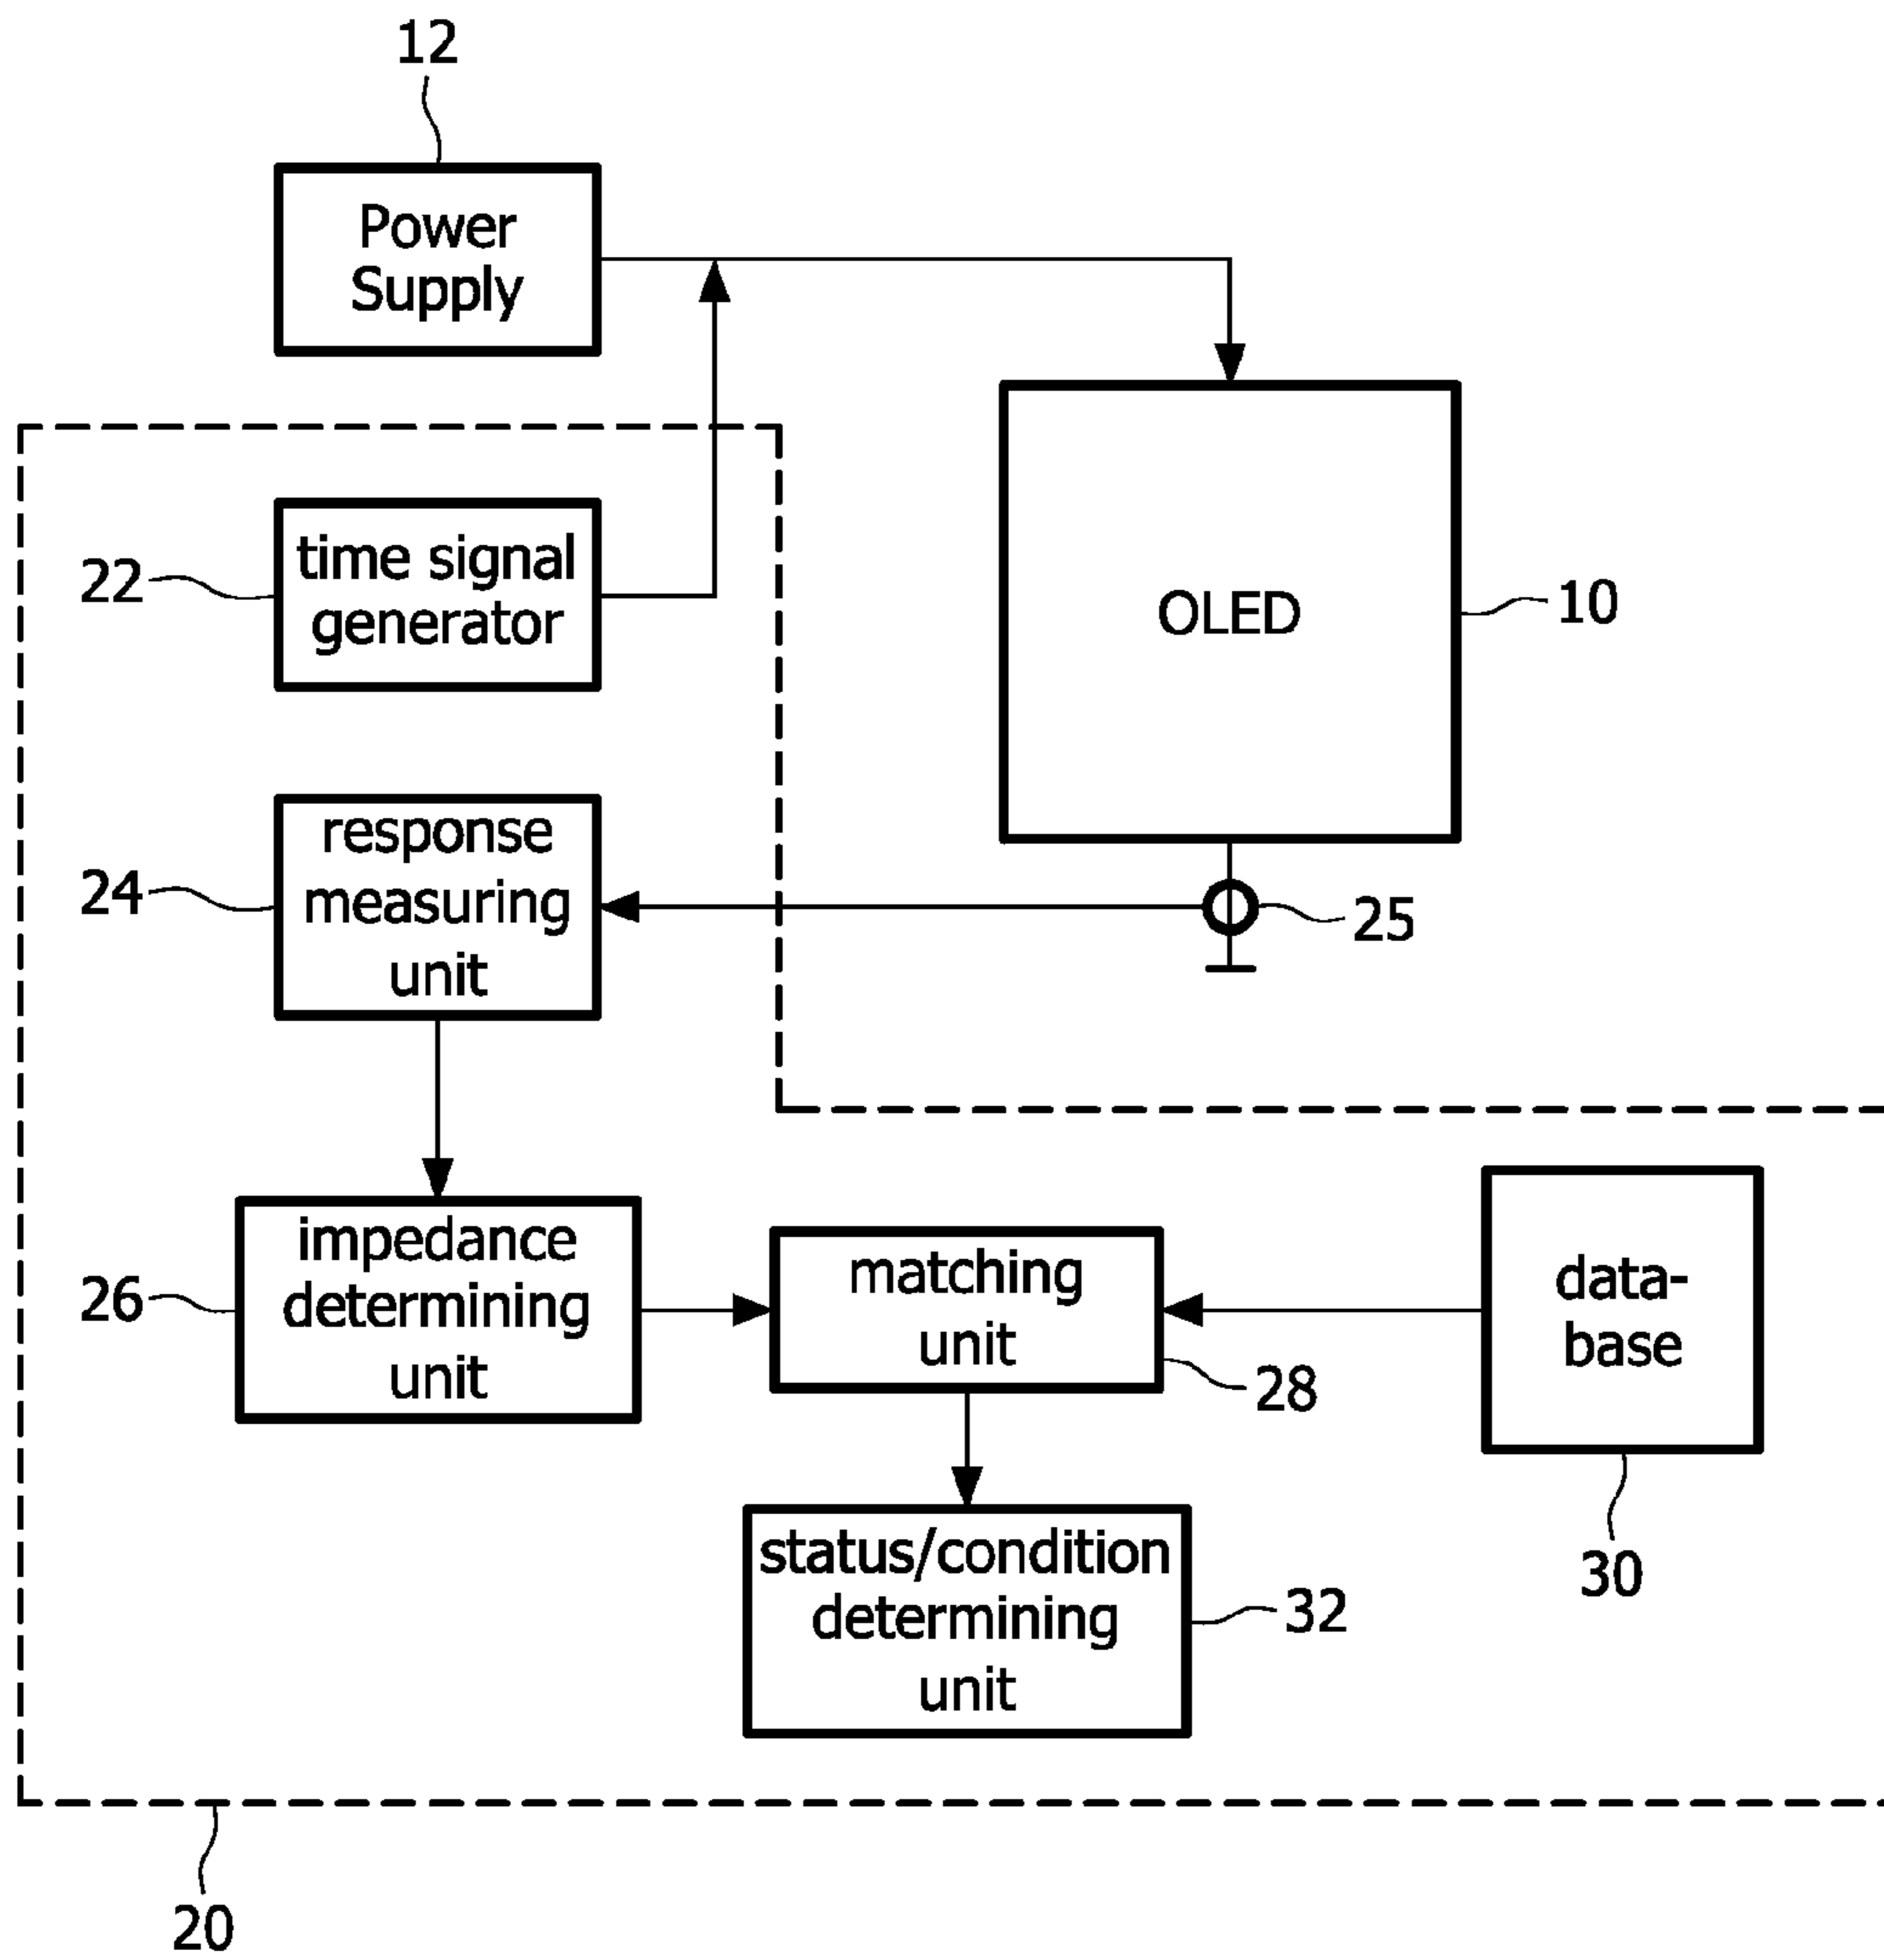 12
Power
Supply
22
time signal
generator
OLED
10
24
response
measuring
unit
25
26
impedance
determining
unit
matching
unit
28
data-
base
30
status/condition
determining
unit
32
20